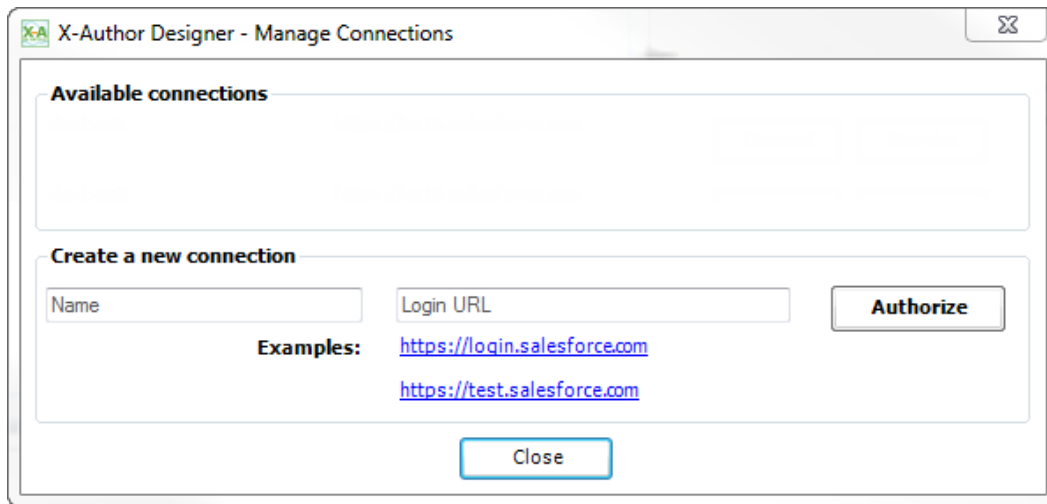 X-A X-Author Designer - Manage Connections
Available connections
Create a new connection
Name Login URL Authorize
Examples: https://login.salesforce.com
https://test.salesforce.com
Close